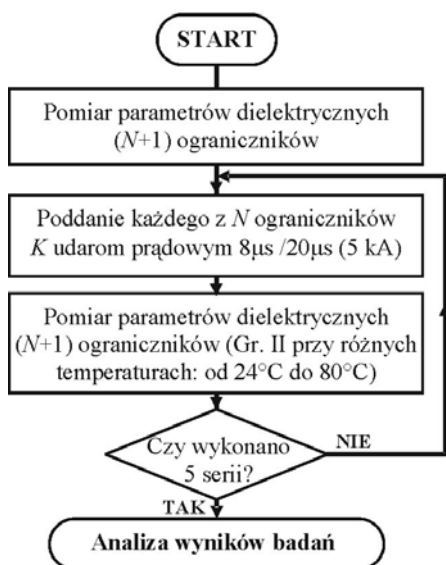 START
Pomiar parametrów dielektrycznych
(N+1) ograniczników
Poddanie każdego z N ograniczników
K udarom prądowym 8μs /20μs (5 kA)
Pomiar parametrów dielektrycznych
(N+1) ograniczników (Gr. II przy różnych
temperaturach: od 24°C do 80°C)
Czy wykonano
5 serii?
NIE
TAK
Analiza wyników badań